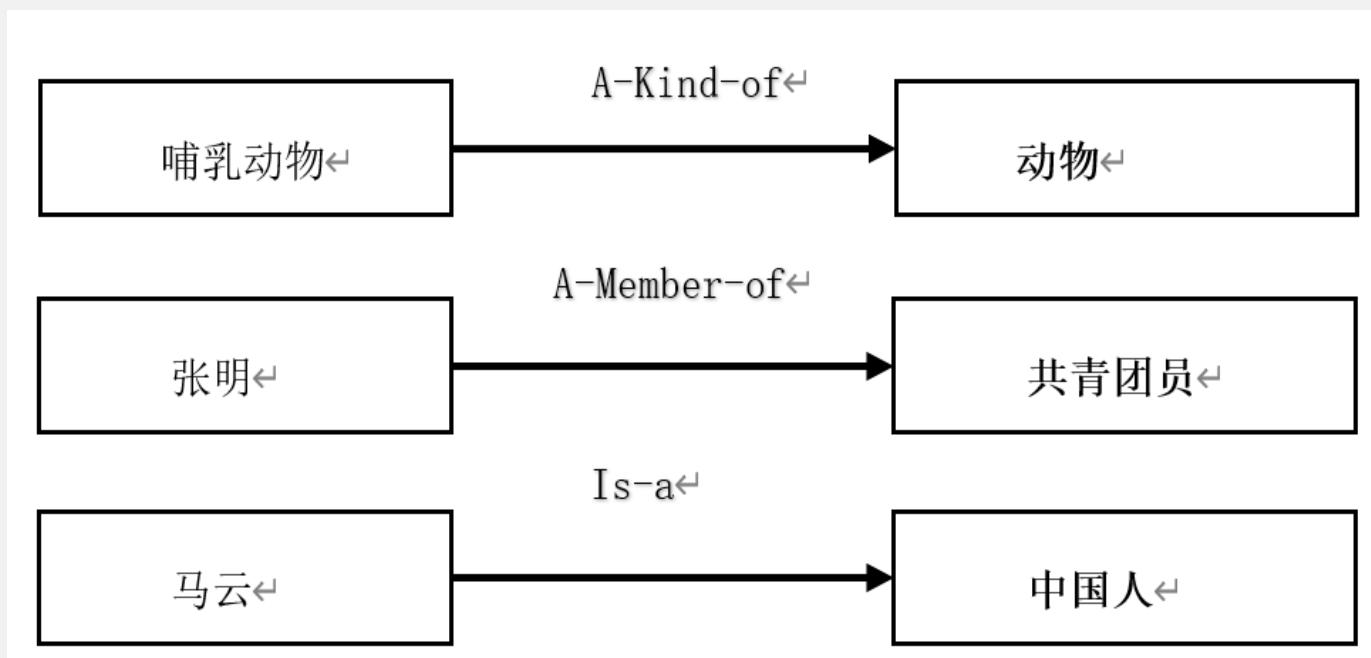 A-Kind-of↵
哺乳动物↵
动物↵
A-Member-of↵
张明↵
共青团员↵
Is-a↵
马云↵
中国人↵